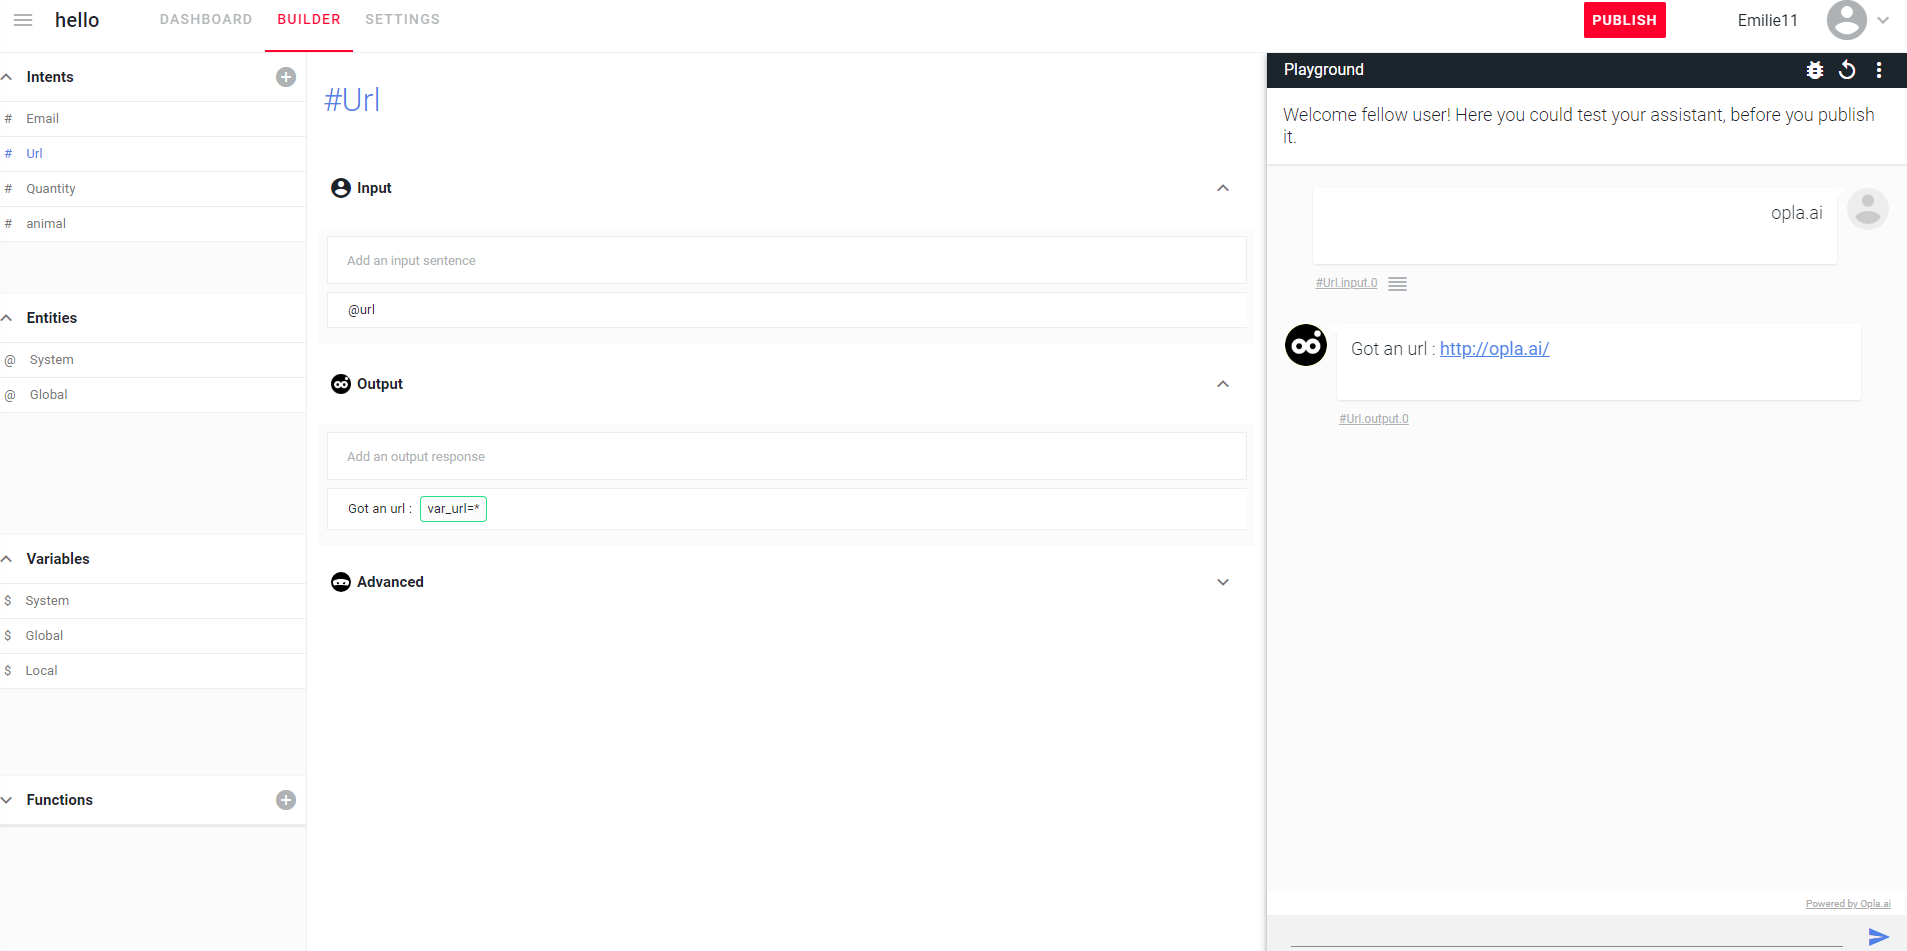 hello
DASHBOARD
BUILDER
SETTINGS
PUBLISH
Emilie11
Intents
# Email
# Url
# Quantity
# animal
Entities
@ System
@ Global
Variables
$ System
$ Global
$ Local
Functions
#Url
Input
Add an input sentence
@url
Output
Add an output response
Got an url : var_url=*
Advanced
Playground
Welcome fellow user! Here you could test your assistant, before you publish
it.
opla.ai
#Url.input.0
Got an url : http://opla.ai/
#Url.output.0
Powered by Opla.ai